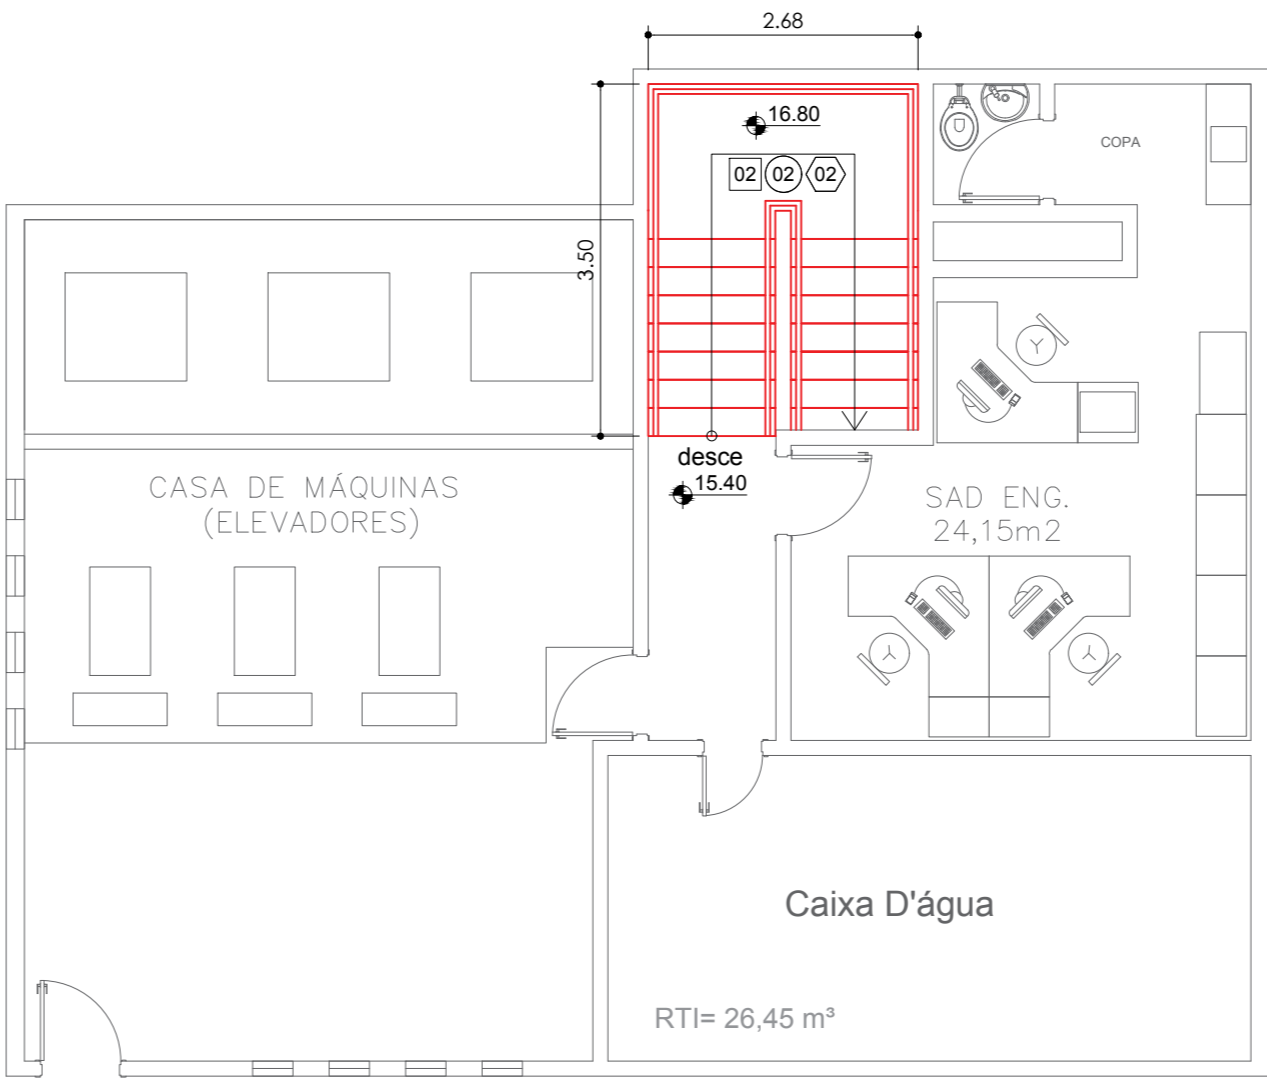 2.68
16.80
COPA
02 02 02
3.50
desce
15.40
CASA DE MÁQUINAS
(ELEVADORES)
SAD ENG.
24,15m2
Caixa D'água
RTI= 26,45 m³